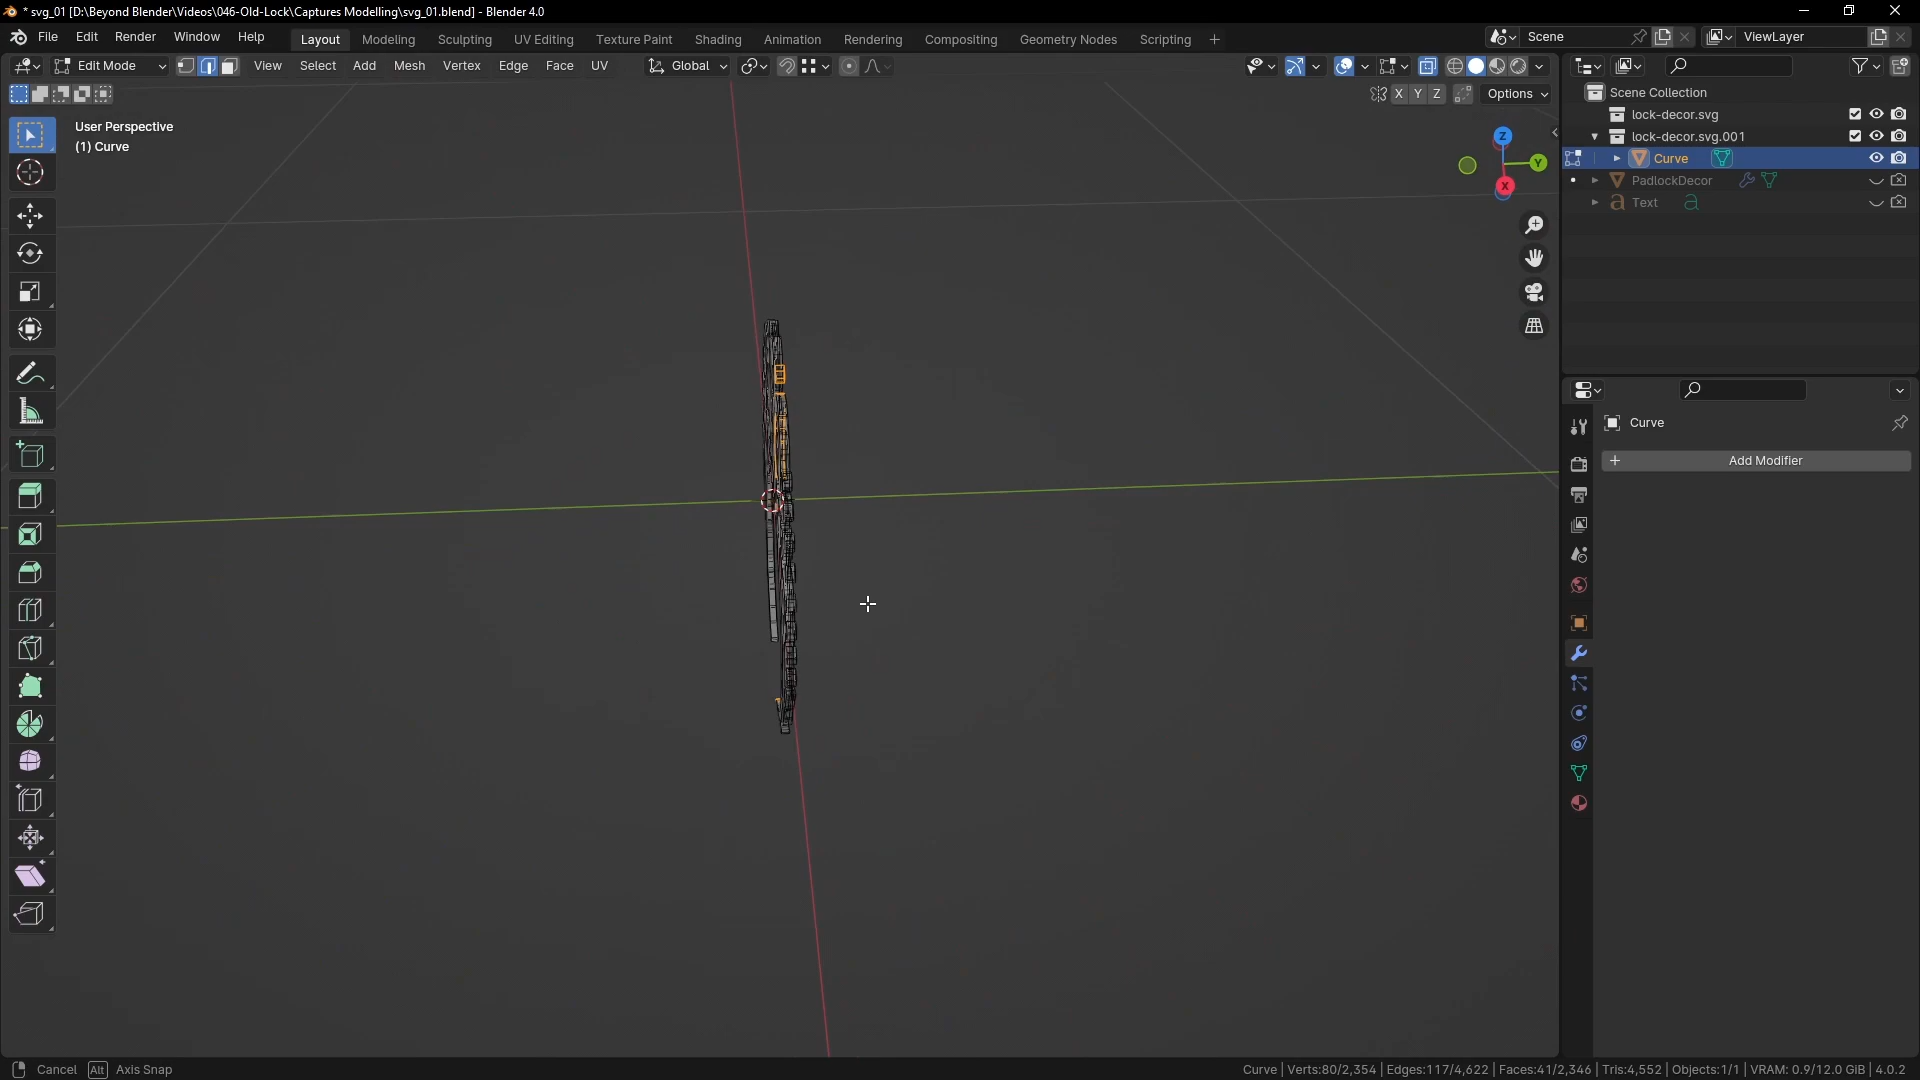 * svg_01 [D:\Beyond Blender\Videos\046-Old-Lock\Captures Modelling\svg_01.blend] - Blender 4.0
File Edit Render Window Help Layout Modeling Sculpting UV Editing Texture Paint Shading Animation Rendering Compositing Geometry Nodes Scripting + Scene ViewLayer
Edit Mode View Select Add Mesh Vertex Edge Face UV Global
X Y Z Options
User Perspective
(1) Curve
Z
Y
X
Scene Collection
lock-decor.svg
lock-decor.svg.001
Curve
PadlockDecor
Text
Curve
+ Add Modifier
Cancel Alt Axis Snap Curve | Verts:80/2,354 | Edges:117/4,622 | Faces:41/2,346 | Tris:4,552 | Objects:1/1 | VRAM: 0.9/12.0 GiB | 4.0.2